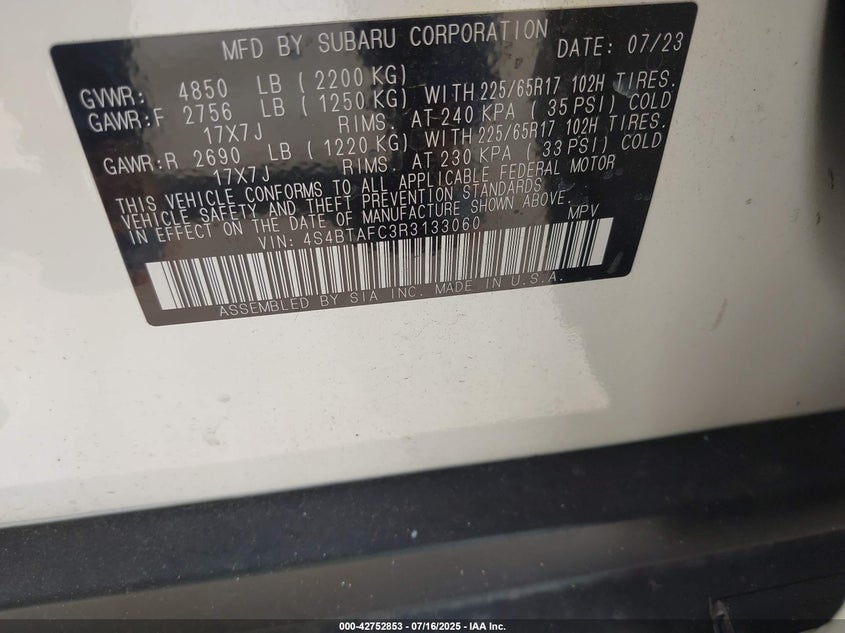 MFD BY SUBARU CORPORATION DATE: 07/23
GVWR: 4850 LB (2200 KG)
GAWR:F 2756 LB (1250 KG) WITH 225/65R17 102H TIRES.
17X7J RIMS. AT 240 KPA (35 PSI) COLD
GAWR:R 2690 LB (1220 KG) WITH 225/65R17 102H TIRES.
17X7J RIMS. AT 230 KPA (33 PSI) COLD
THIS VEHICLE CONFORMS TO ALL APPLICABLE FEDERAL MOTOR
VEHICLE SAFETY AND THEFT PREVENTION STANDARDS
IN EFFECT ON THE DATE OF MANUFACTURE SHOWN ABOVE.
VIN: 4S4BTAFC3R3133060 MPV
ASSEMBLED BY SIA INC. MADE IN U.S.A.
000-42752853 - 07/16/2025 - IAA Inc.